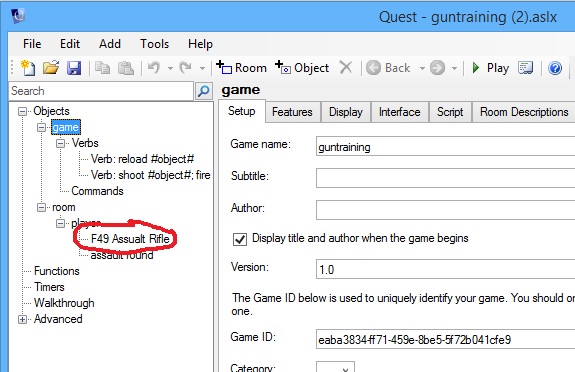 Quest - guntraining (2).aslx
File Edit Add Tools Help
Room Object Back Play
Search
game
Setup Features Display Interface Script Room Descriptions
Objects
game
Verbs
Verb: reload #object#
Verb: shoot #object#; fire
Commands
room
player
F49 Assualt Rifle
assault round
Functions
Timers
Walkthrough
Advanced
Game name: guntraining
Subtitle:
Author:
Display title and author when the game begins
Version: 1.0
The Game ID below is used to uniquely identify your game. You should on
one.
Game ID: eaba3834-ff71-459e-8be5-5f72b041cfe9
Category: